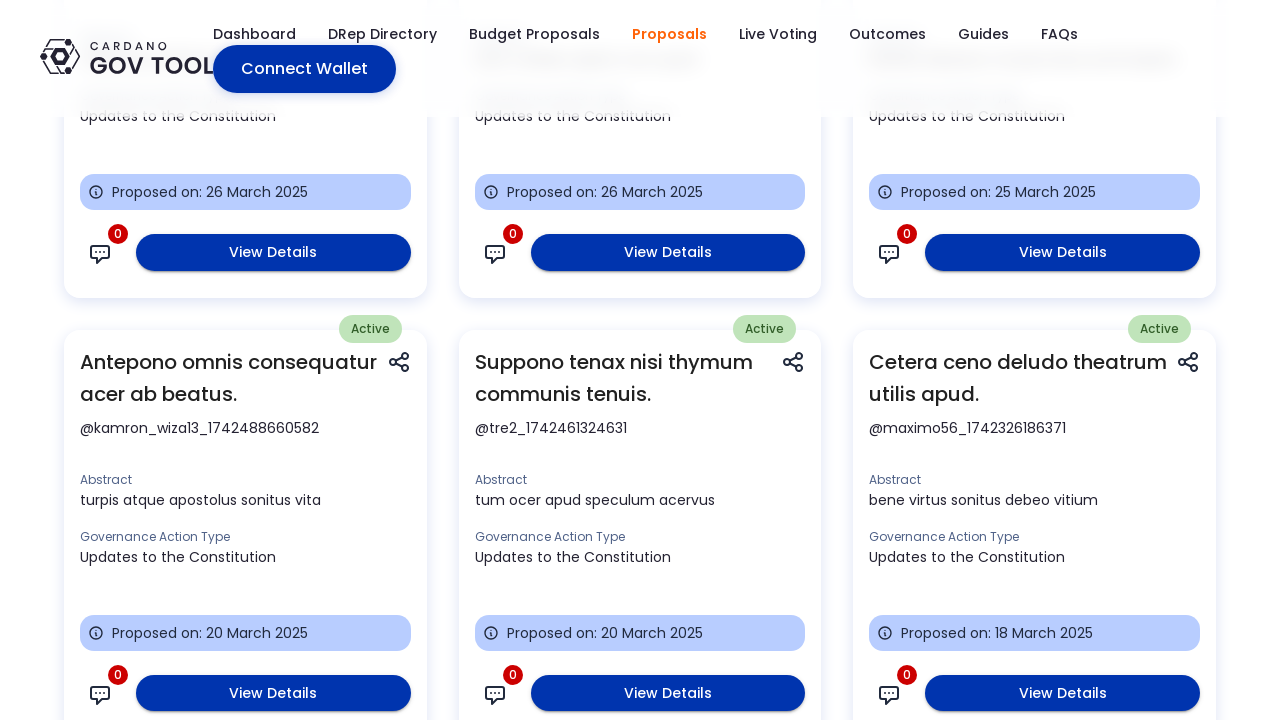 CARDANO
GOV TOOL
Dashboard
DRep Directory
Budget Proposals
Proposals
Live Voting
Outcomes
Guides
FAQs
Connect Wallet
Updates to the Constitution
Updates to the Constitution
Updates to the Constitution
Proposed on: 26 March 2025
Proposed on: 26 March 2025
Proposed on: 25 March 2025
0
View Details
0
View Details
0
View Details
Active
Antepono omnis consequatur
acer ab beatus.
@kamron_wiza13_1742488660582
Abstract
turpis atque apostolus sonitus vita
Governance Action Type
Updates to the Constitution
Proposed on: 20 March 2025
0
View Details
Active
Suppono tenax nisi thymum
communis tenuis.
@tre2_1742461324631
Abstract
tum ocer apud speculum acervus
Governance Action Type
Updates to the Constitution
Proposed on: 20 March 2025
0
View Details
Active
Cetera ceno deludo theatrum
utilis apud.
@maximo56_1742326186371
Abstract
bene virtus sonitus debeo vitium
Governance Action Type
Updates to the Constitution
Proposed on: 18 March 2025
0
View Details